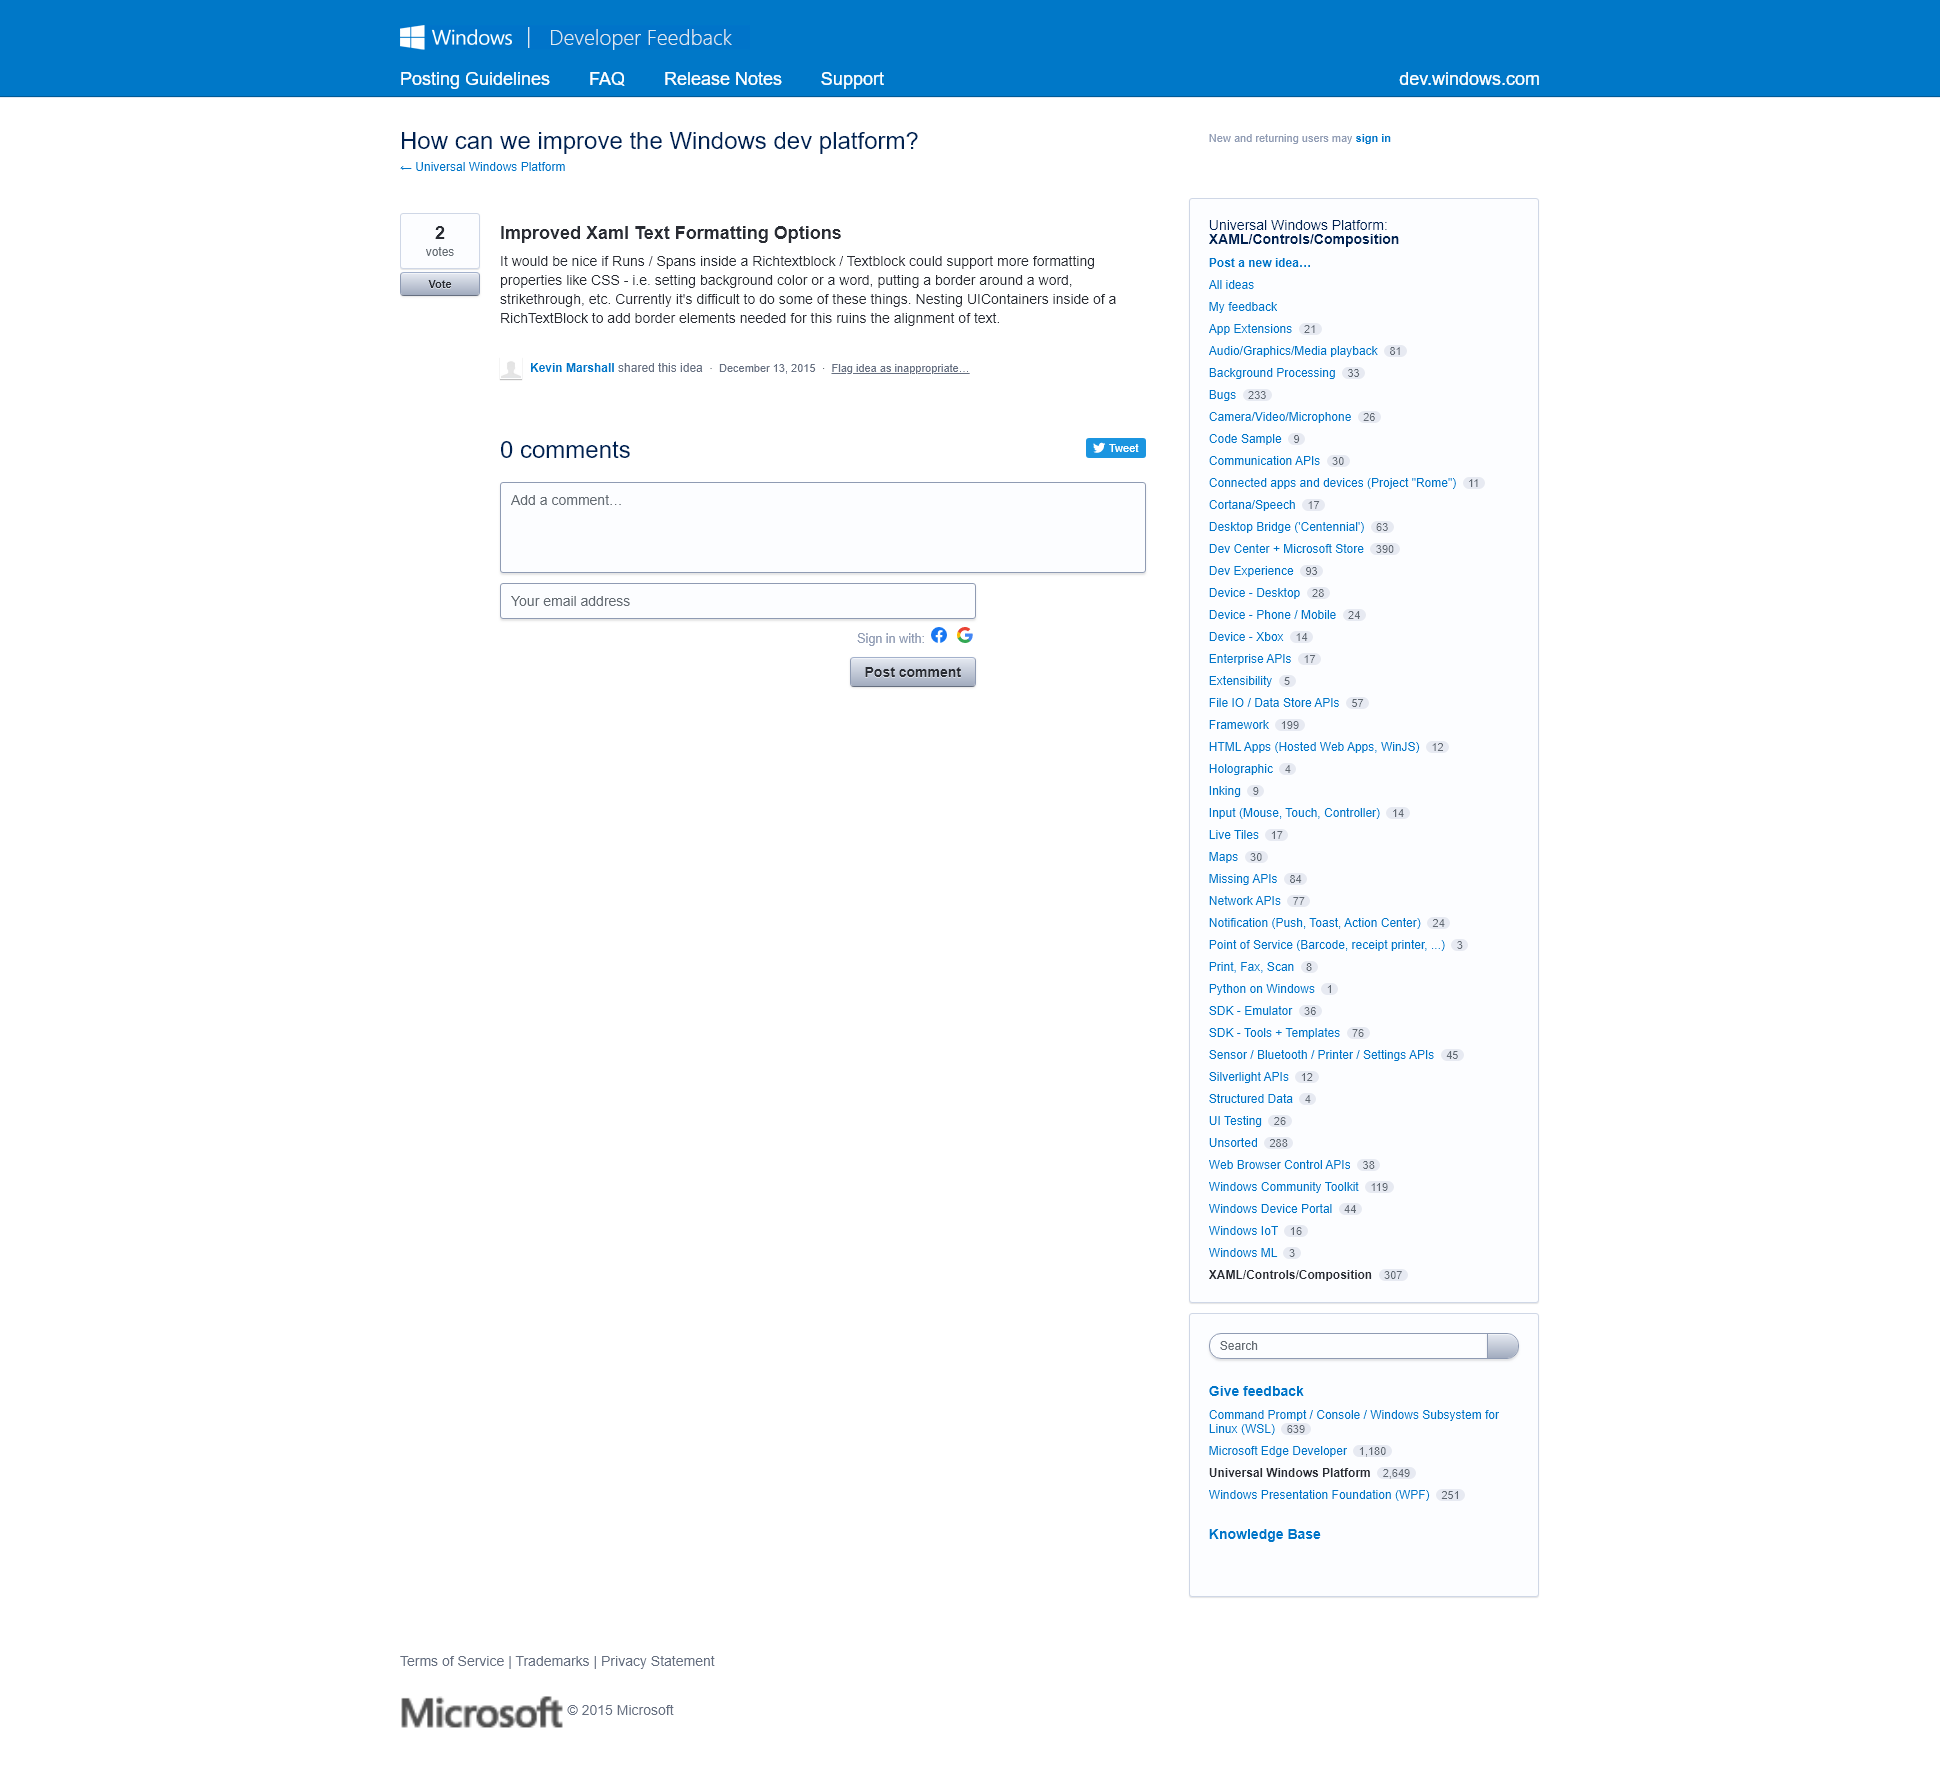 Windows | Developer Feedback
Posting Guidelines FAQ Release Notes Support dev.windows.com
How can we improve the Windows dev platform?
← Universal Windows Platform
New and returning users may sign in
2
votes
Vote
Improved Xaml Text Formatting Options
It would be nice if Runs / Spans inside a Richtextblock / Textblock could support more formatting
properties like CSS - i.e. setting background color or a word, putting a border around a word,
strikethrough, etc. Currently it's difficult to do some of these things. Nesting UIContainers inside of a
RichTextBlock to add border elements needed for this ruins the alignment of text.
Kevin Marshall shared this idea · December 13, 2015 · Flag idea as inappropriate…
0 comments
Tweet
Add a comment…
Your email address
Sign in with:
Post comment
Universal Windows Platform:
XAML/Controls/Composition
Post a new idea…
All ideas
My feedback
App Extensions 21
Audio/Graphics/Media playback 81
Background Processing 33
Bugs 233
Camera/Video/Microphone 26
Code Sample 9
Communication APIs 30
Connected apps and devices (Project "Rome") 11
Cortana/Speech 17
Desktop Bridge ('Centennial') 63
Dev Center + Microsoft Store 390
Dev Experience 93
Device - Desktop 28
Device - Phone / Mobile 24
Device - Xbox 14
Enterprise APIs 17
Extensibility 5
File IO / Data Store APIs 57
Framework 199
HTML Apps (Hosted Web Apps, WinJS) 12
Holographic 4
Inking 9
Input (Mouse, Touch, Controller) 14
Live Tiles 17
Maps 30
Missing APIs 84
Network APIs 77
Notification (Push, Toast, Action Center) 24
Point of Service (Barcode, receipt printer, ...) 3
Print, Fax, Scan 8
Python on Windows 1
SDK - Emulator 36
SDK - Tools + Templates 76
Sensor / Bluetooth / Printer / Settings APIs 45
Silverlight APIs 12
Structured Data 4
UI Testing 26
Unsorted 288
Web Browser Control APIs 38
Windows Community Toolkit 119
Windows Device Portal 44
Windows IoT 16
Windows ML 3
XAML/Controls/Composition 307
Search
Give feedback
Command Prompt / Console / Windows Subsystem for
Linux (WSL) 639
Microsoft Edge Developer 1,180
Universal Windows Platform 2,649
Windows Presentation Foundation (WPF) 251
Knowledge Base
Terms of Service | Trademarks | Privacy Statement
Microsoft © 2015 Microsoft